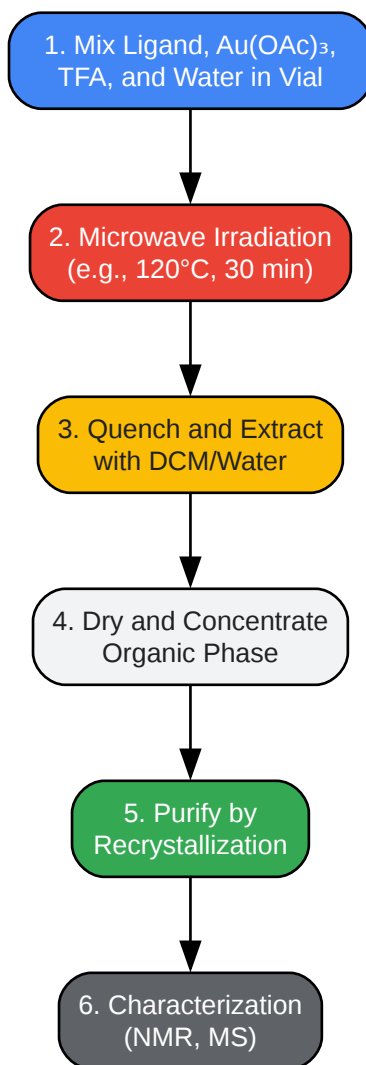 1. Mix Ligand, Au(OAc)₃,
TFA, and Water in Vial
2. Microwave Irradiation
(e.g., 120°C, 30 min)
3. Quench and Extract
with DCM/Water
4. Dry and Concentrate
Organic Phase
5. Purify by
Recrystallization
6. Characterization
(NMR, MS)